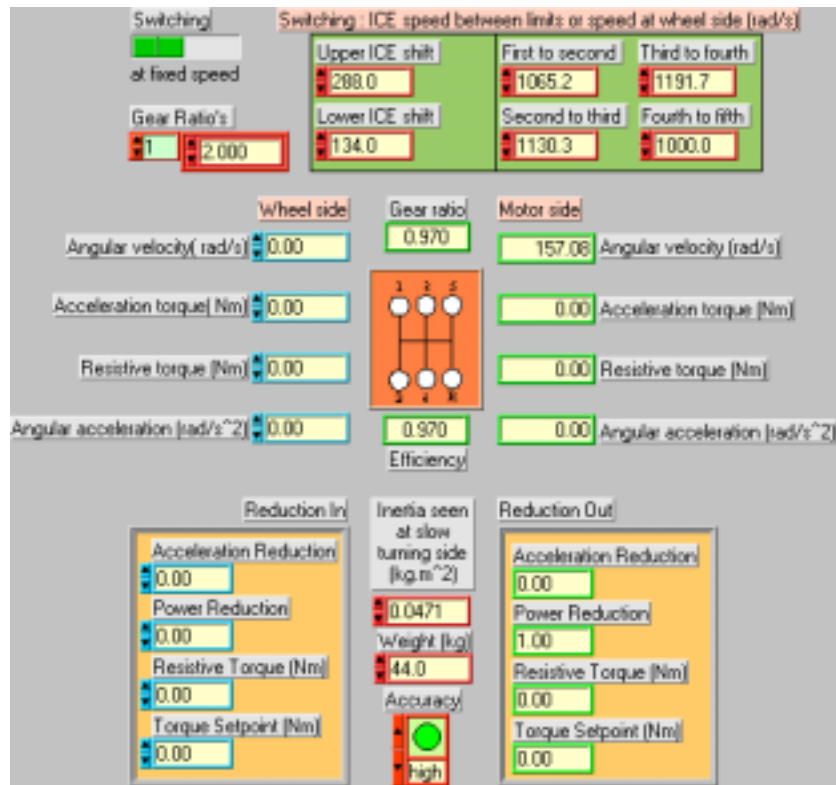 Switching
Switching : ICE speed between limits or speed at wheel side (rad/s)
at fixed speed
Upper ICE shift
288.0
First to second
1065.2
Third to fourth
1191.7
Gear Ratio's
1
2.000
Lower ICE shift
134.0
Second to third
1130.3
Fourth to fifth
1000.0
Wheel side
Gear ratio
Motor side
Angular velocity( rad/s)
0.00
0.970
157.08
Angular velocity (rad/s)
Acceleration torque( Nm)
0.00
0.00
Acceleration torque (Nm)
Resistive torque (Nm)
0.00
0.00
Resistive torque (Nm)
Angular acceleration (rad/s^2)
0.00
0.970
0.00
Angular acceleration (rad/s^2)
Efficiency
Reduction In
Acceleration Reduction
0.00
Power Reduction
0.00
Resistive Torque (Nm)
0.00
Torque Setpoint (Nm)
0.00
Inertia seen
at slow
turning side
(kg.m^2)
0.0471
Weight (kg)
44.0
Accuracy
high
Reduction Out
Acceleration Reduction
0.00
Power Reduction
1.00
Resistive Torque (Nm)
0.00
Torque Setpoint (Nm)
0.00